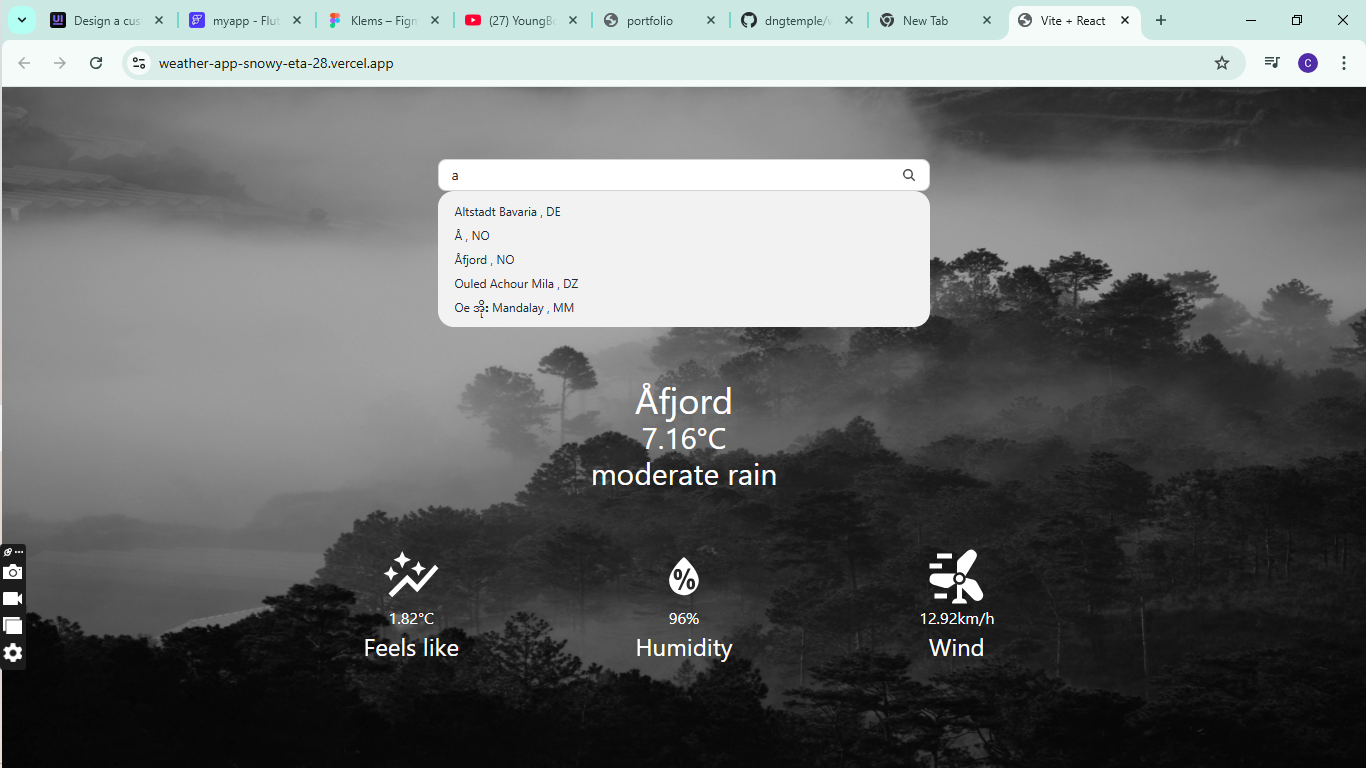 Design a cus
myapp - Flut
Klems – Figm
(27) YoungBo
portfolio
dngtemple/w
New Tab
Vite + React
weather-app-snowy-eta-28.vercel.app
C
a
Altstadt Bavaria , DE
Å , NO
Åfjord , NO
Ouled Achour Mila , DZ
Oe အိုး Mandalay , MM
Åfjord
7.16°C
moderate rain
1.82°C
96%
12.92km/h
Feels like
Humidity
Wind